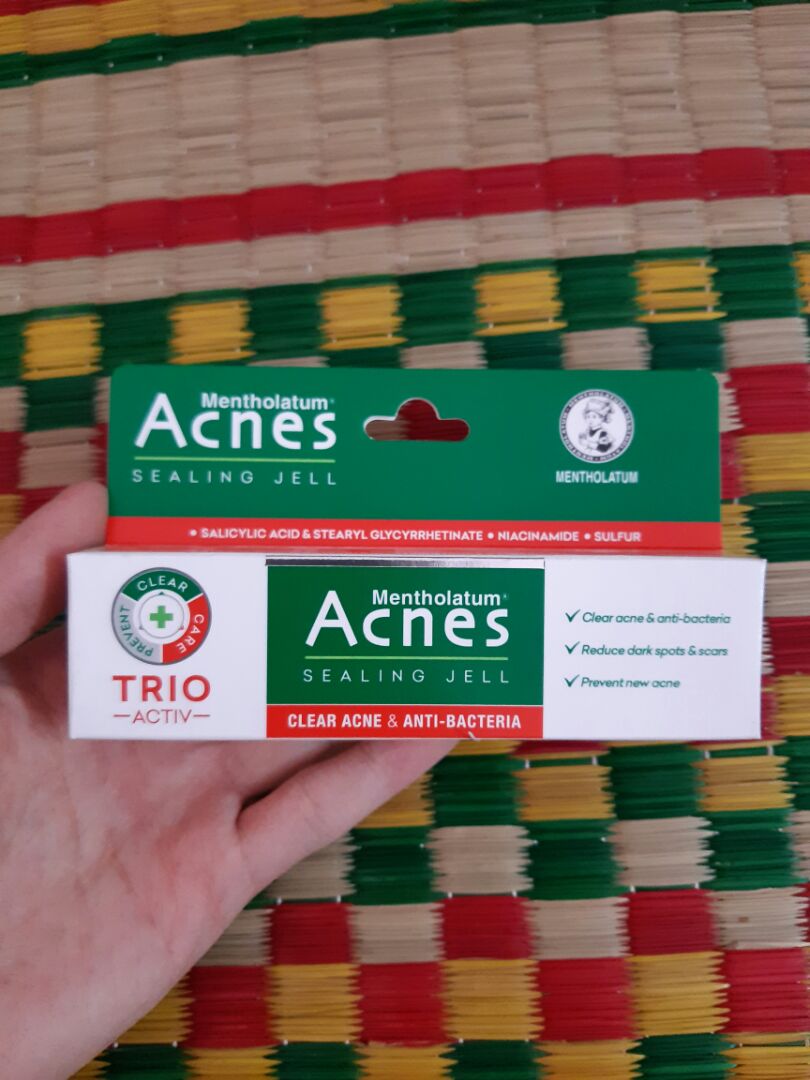 Mentholatum®
Acnes
SEALING JELL
MENTHOLATUM
• SALICYLIC ACID & STEARYL GLYCYRRHETINATE • NIACINAMIDE • SULFUR
CLEAR
CARE
PREVENT
TRIO
—ACTIV—
Mentholatum®
Acnes
SEALING JELL
CLEAR ACNE & ANTI-BACTERIA
✓ Clear acne & anti-bacteria
✓ Reduce dark spots & scars
✓ Prevent new acne